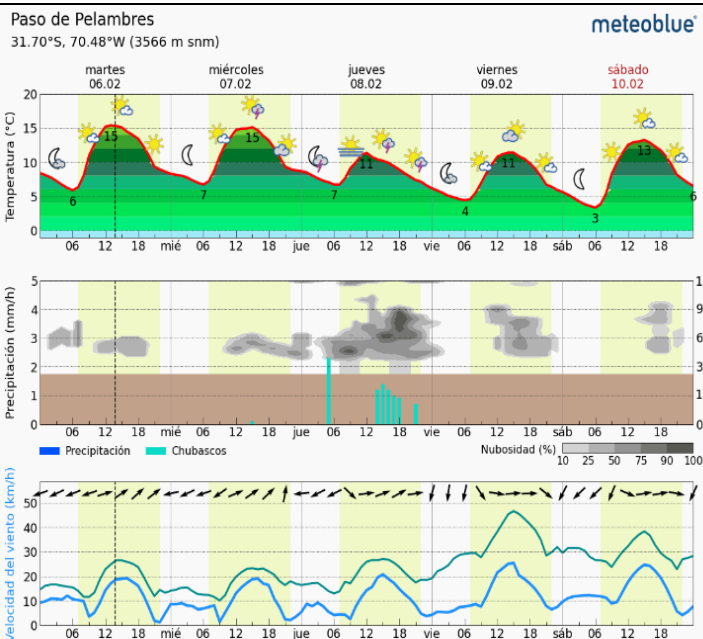 Paso de Pelambres
meteoblue
31.70°S, 70.48°W (3566 m snm)
martes miércoles jueves viernes sábado
06.02 07.02 08.02 09.02 10.02
Temperatura (°C)
20
15
10
5
0
15 15 11 11 13
6 7 7 4 3 6
06 12 18 mié 06 12 18 jue 06 12 18 vie 06 12 18 sáb 06 12 18
Precipitación (mm/h)
5
4
3
2
1
0
1
9
6
3
1
0
06 12 18 mié 06 12 18 jue 06 12 18 vie 06 12 18 sáb 06 12 18
Precipitación Chubascos Nubosidad (%)
10 25 50 75 90 100
Velocidad del viento (km/h)
50
40
30
20
10
0
06 12 18 mié 06 12 18 jue 06 12 18 vie 06 12 18 sáb 06 12 18